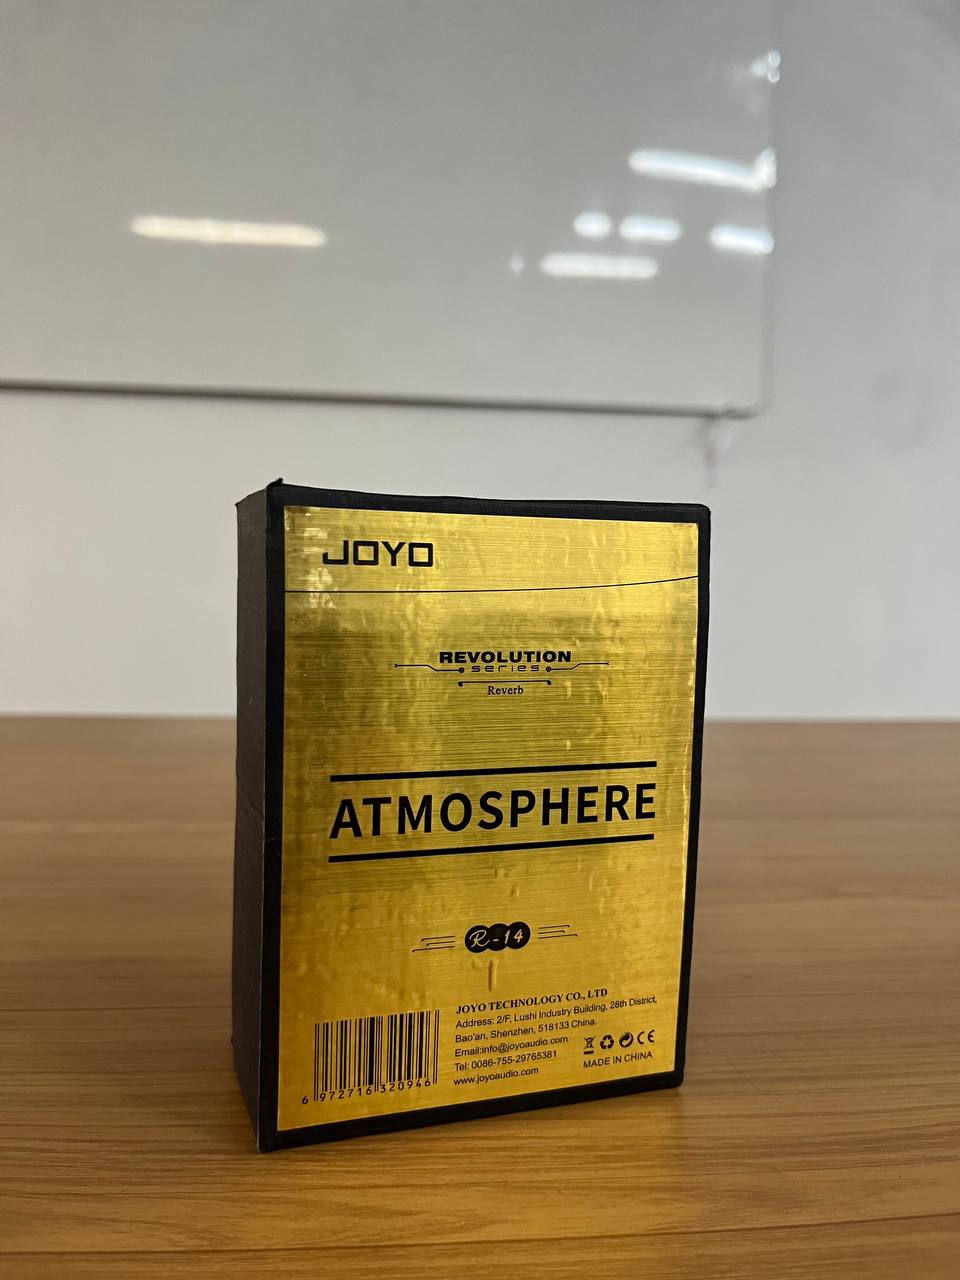 JOYO
REVOLUTION
series
Reverb
ATMOSPHERE
R-14
JOYO TECHNOLOGY CO., LTD
Address: 2/F, Lushi Industry Building, 28th District,
Bao'an, Shenzhen, 518133 China.
Email:info@joyoaudio.com
Tel: 0086-755-29765381
www.joyoaudio.com
CE
MADE IN CHINA
6 972716 320946